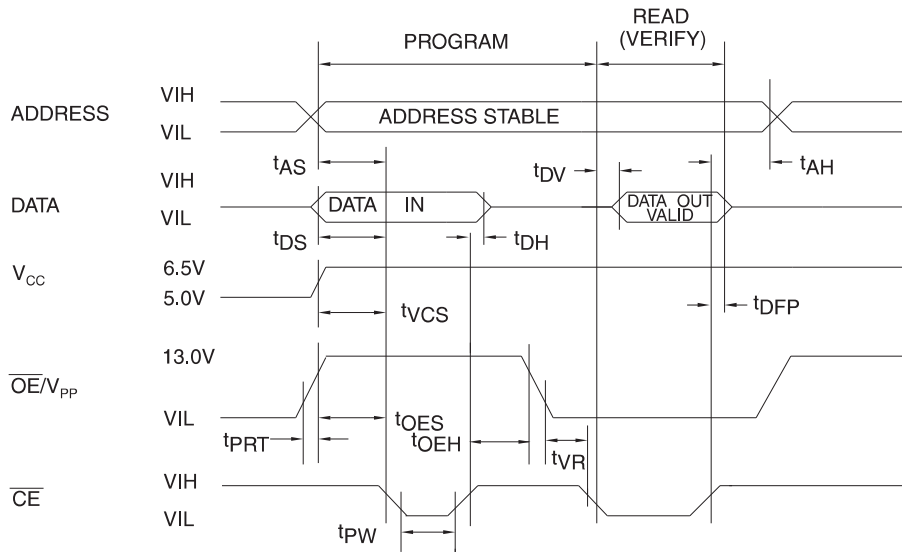 READ
(VERIFY)
PROGRAM
ADDRESS
VIH
VIL
ADDRESS STABLE
tAS
tDV
tAH
DATA
VIH
VIL
DATA IN
DATA OUT
VALID
tDS
tDH
VCC
6.5V
5.0V
tVCS
tDFP
OE/VPP
13.0V
VIL
tPRT
tOES
tOEH
tVR
CE
VIH
VIL
tPW